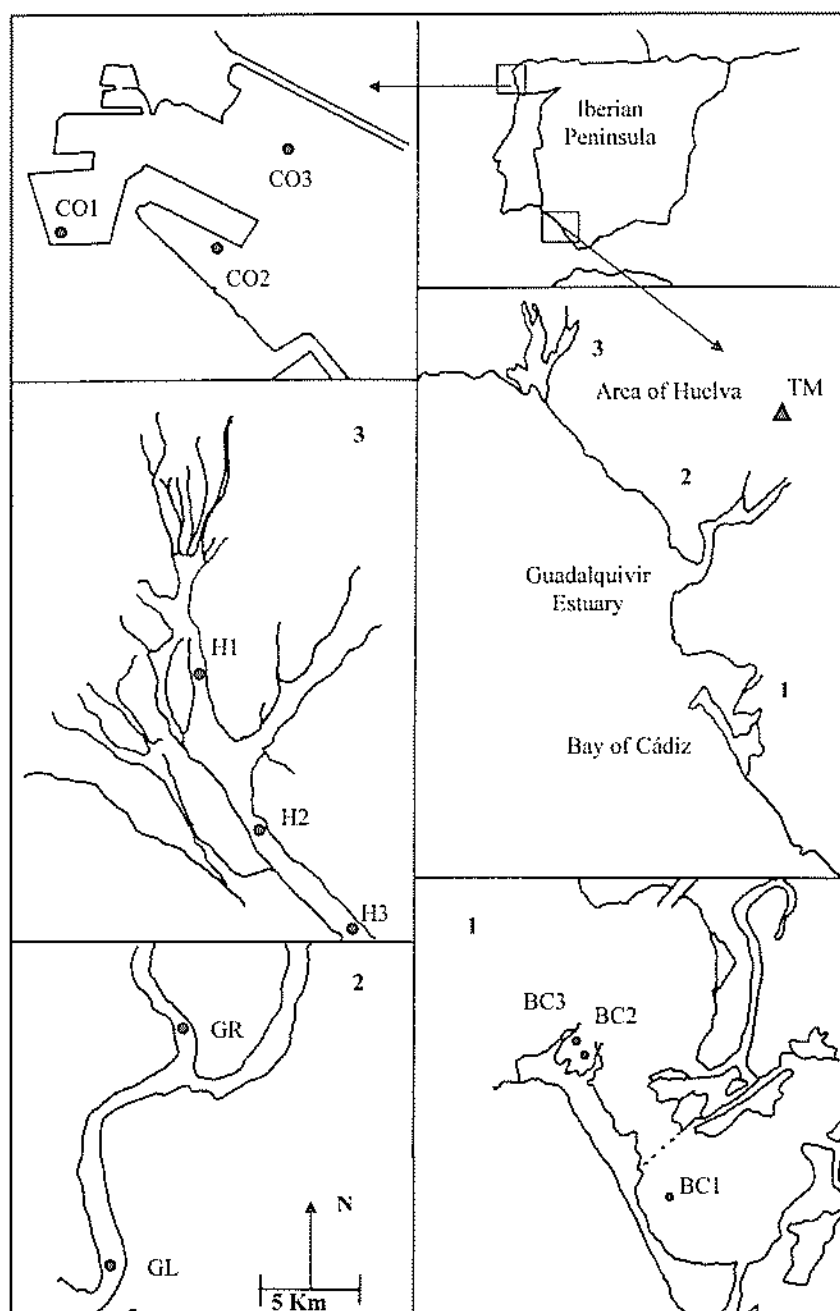 CO3
CO1
CO2
Iberian
Peninsula
3
Area of Huelva
TM
2
Guadalquivir
Estuary
1
Bay of Cádiz
3
H1
H2
H3
2
GR
GL
N
5 Km
1
BC3
BC2
BC1